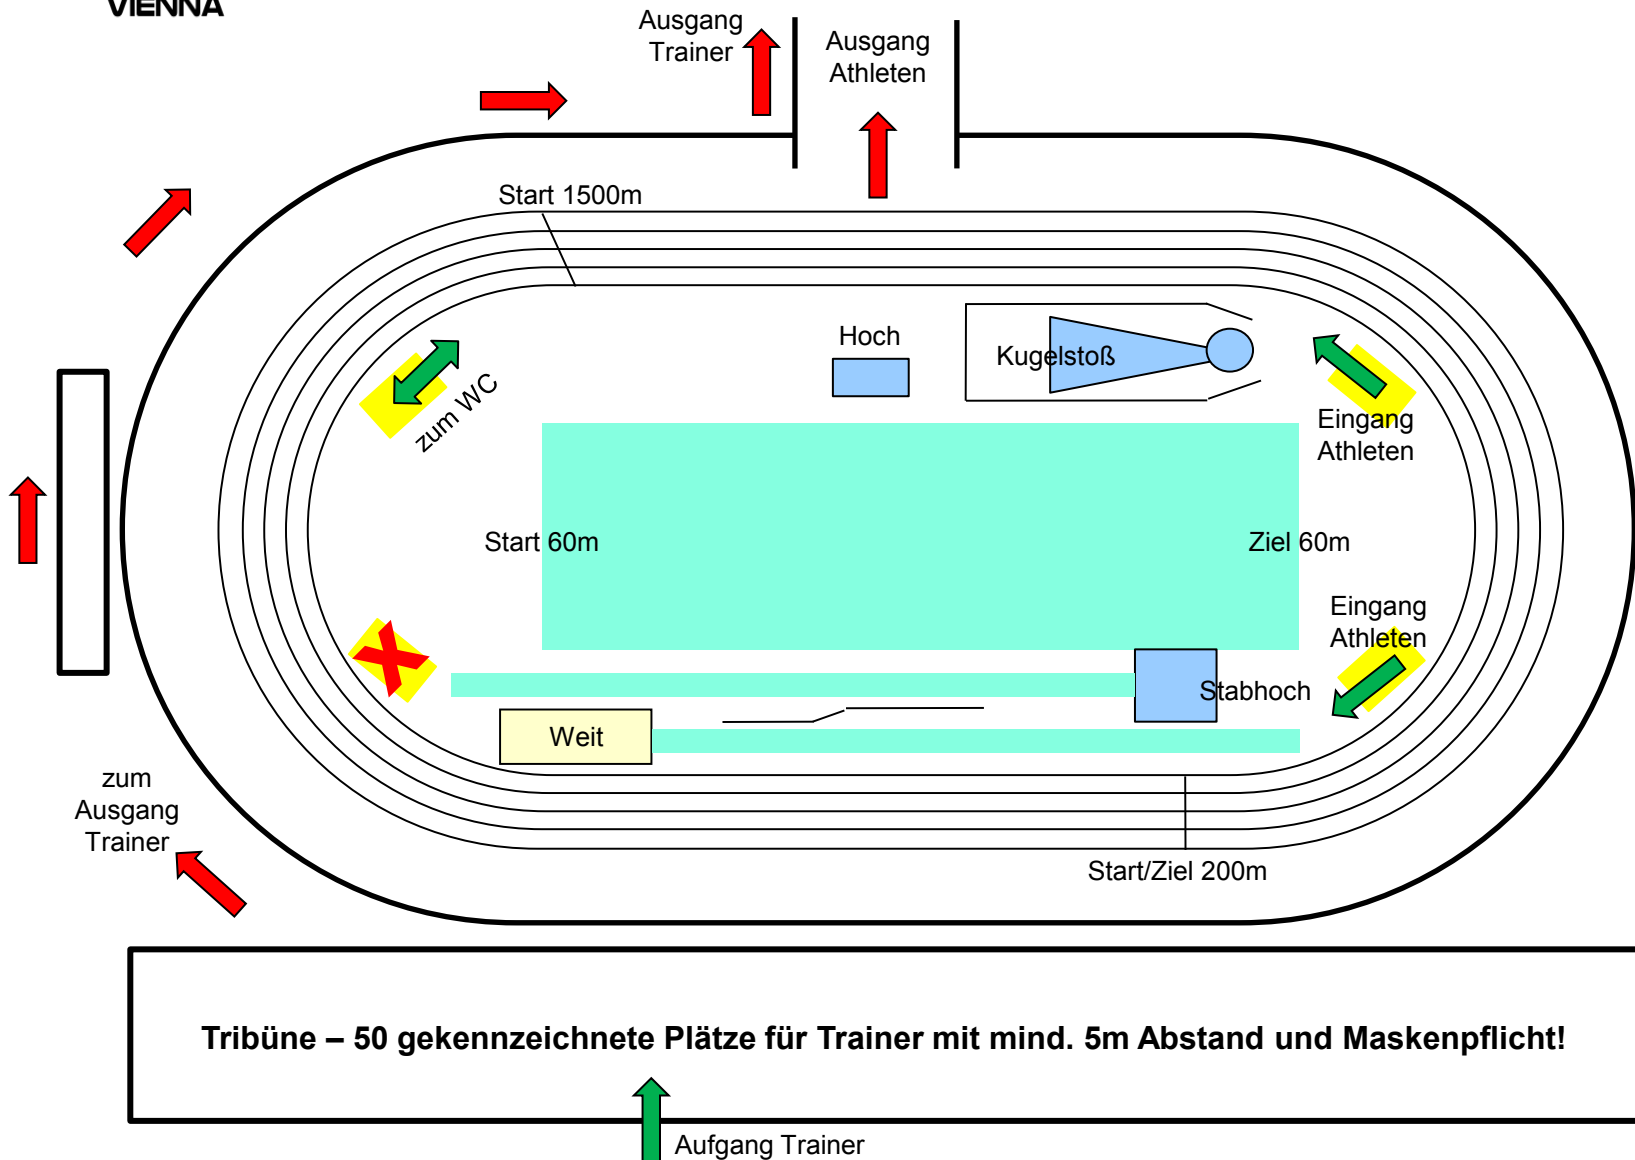 VIENNA
Ausgang
Trainer
Ausgang
Athleten
Start 1500m
Hoch
Kugelstoß
zum WC
Eingang
Athleten
Start 60m
Ziel 60m
Eingang
Athleten
Stabhoch
Weit
zum
Ausgang
Trainer
Start/Ziel 200m
Tribüne – 50 gekennzeichnete Plätze für Trainer mit mind. 5m Abstand und Maskenpflicht!
Aufgang Trainer